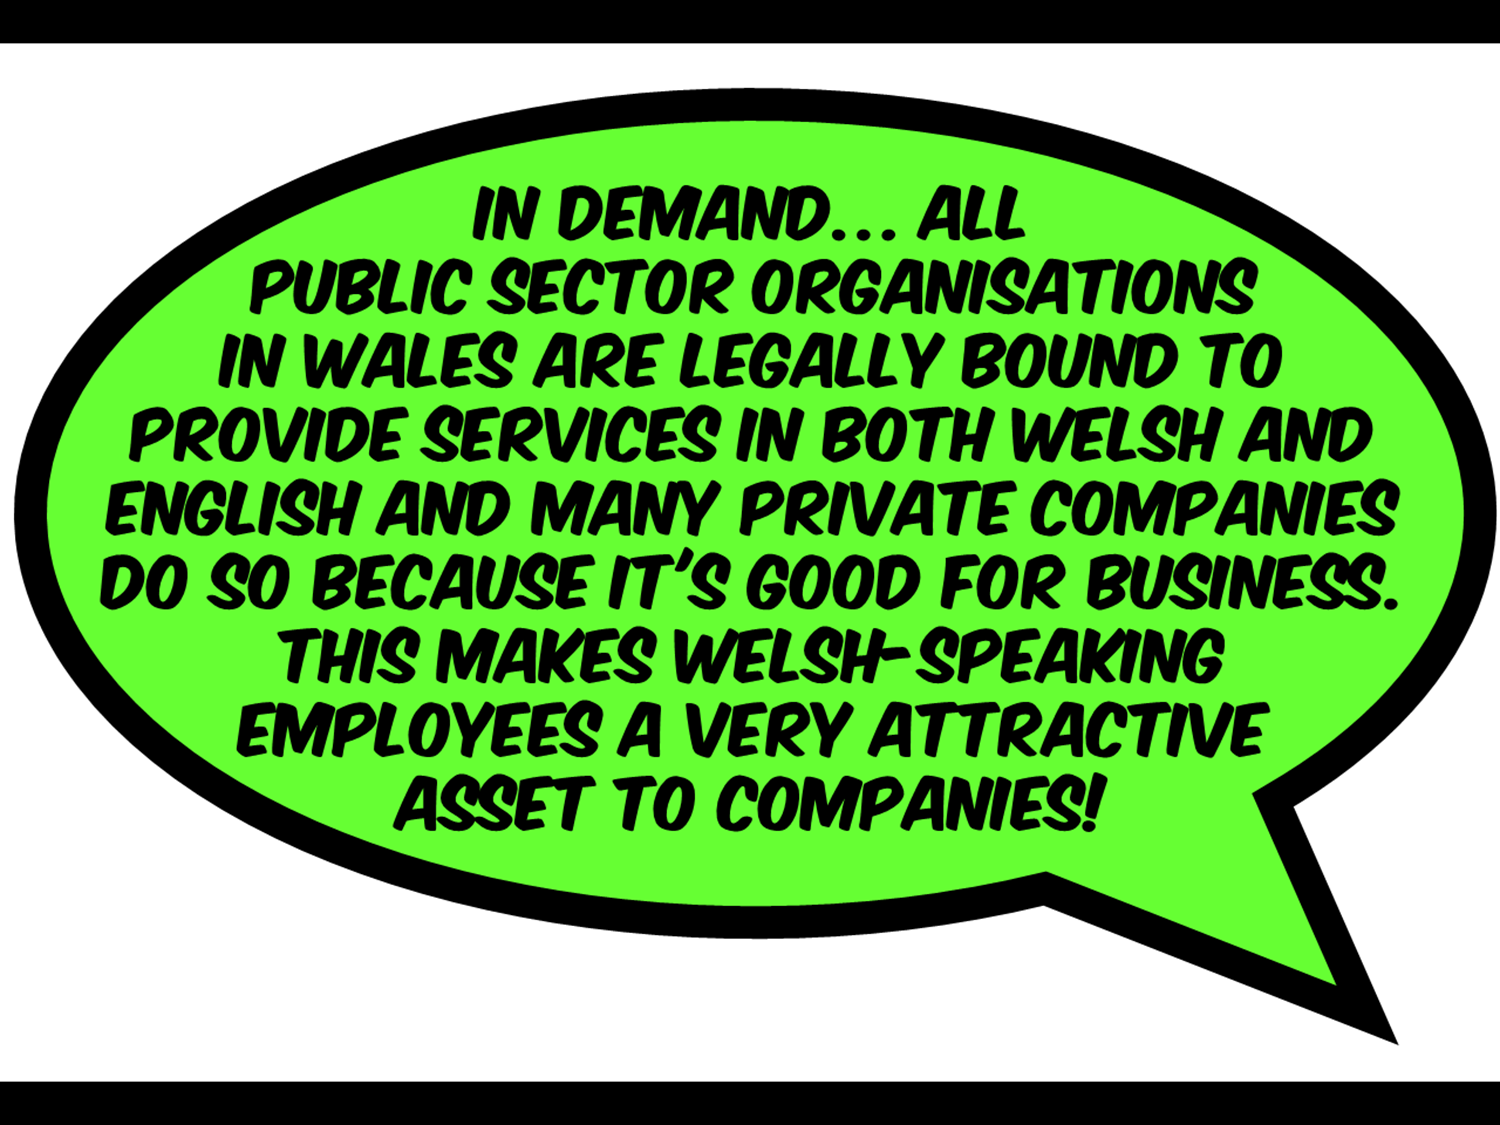 IN DEMAND... ALL
PUBLIC SECTOR ORGANISATIONS
IN WALES ARE LEGALLY BOUND TO
PROVIDE SERVICES IN BOTH WELSH AND
ENGLISH AND MANY PRIVATE COMPANIES
DO SO BECAUSE IT'S GOOD FOR BUSINESS.
THIS MAKES WELSH-SPEAKING
EMPLOYEES A VERY ATTRACTIVE
ASSET TO COMPANIES!